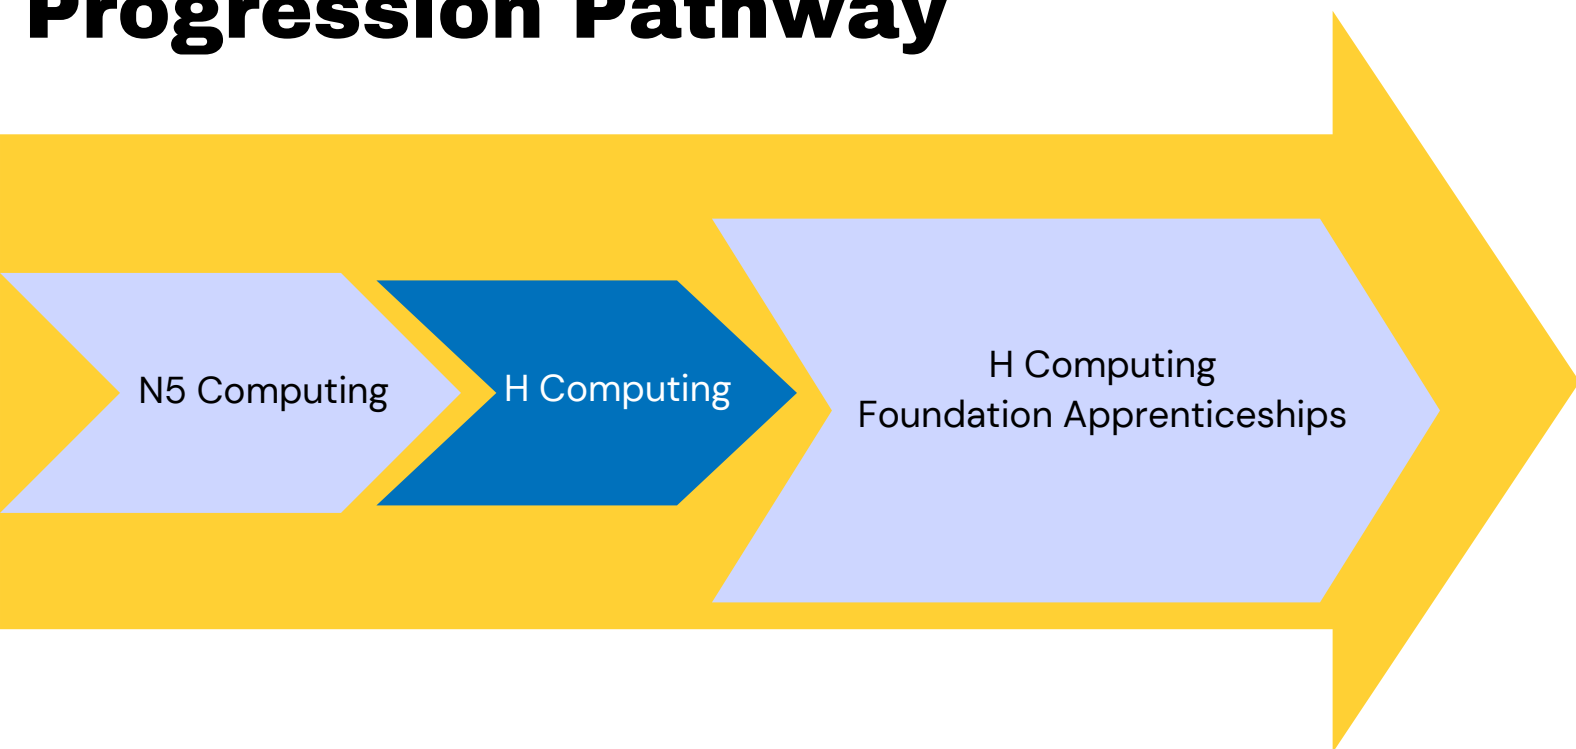 Progression Pathway
N5 Computing
H Computing
H Computing
Foundation Apprenticeships